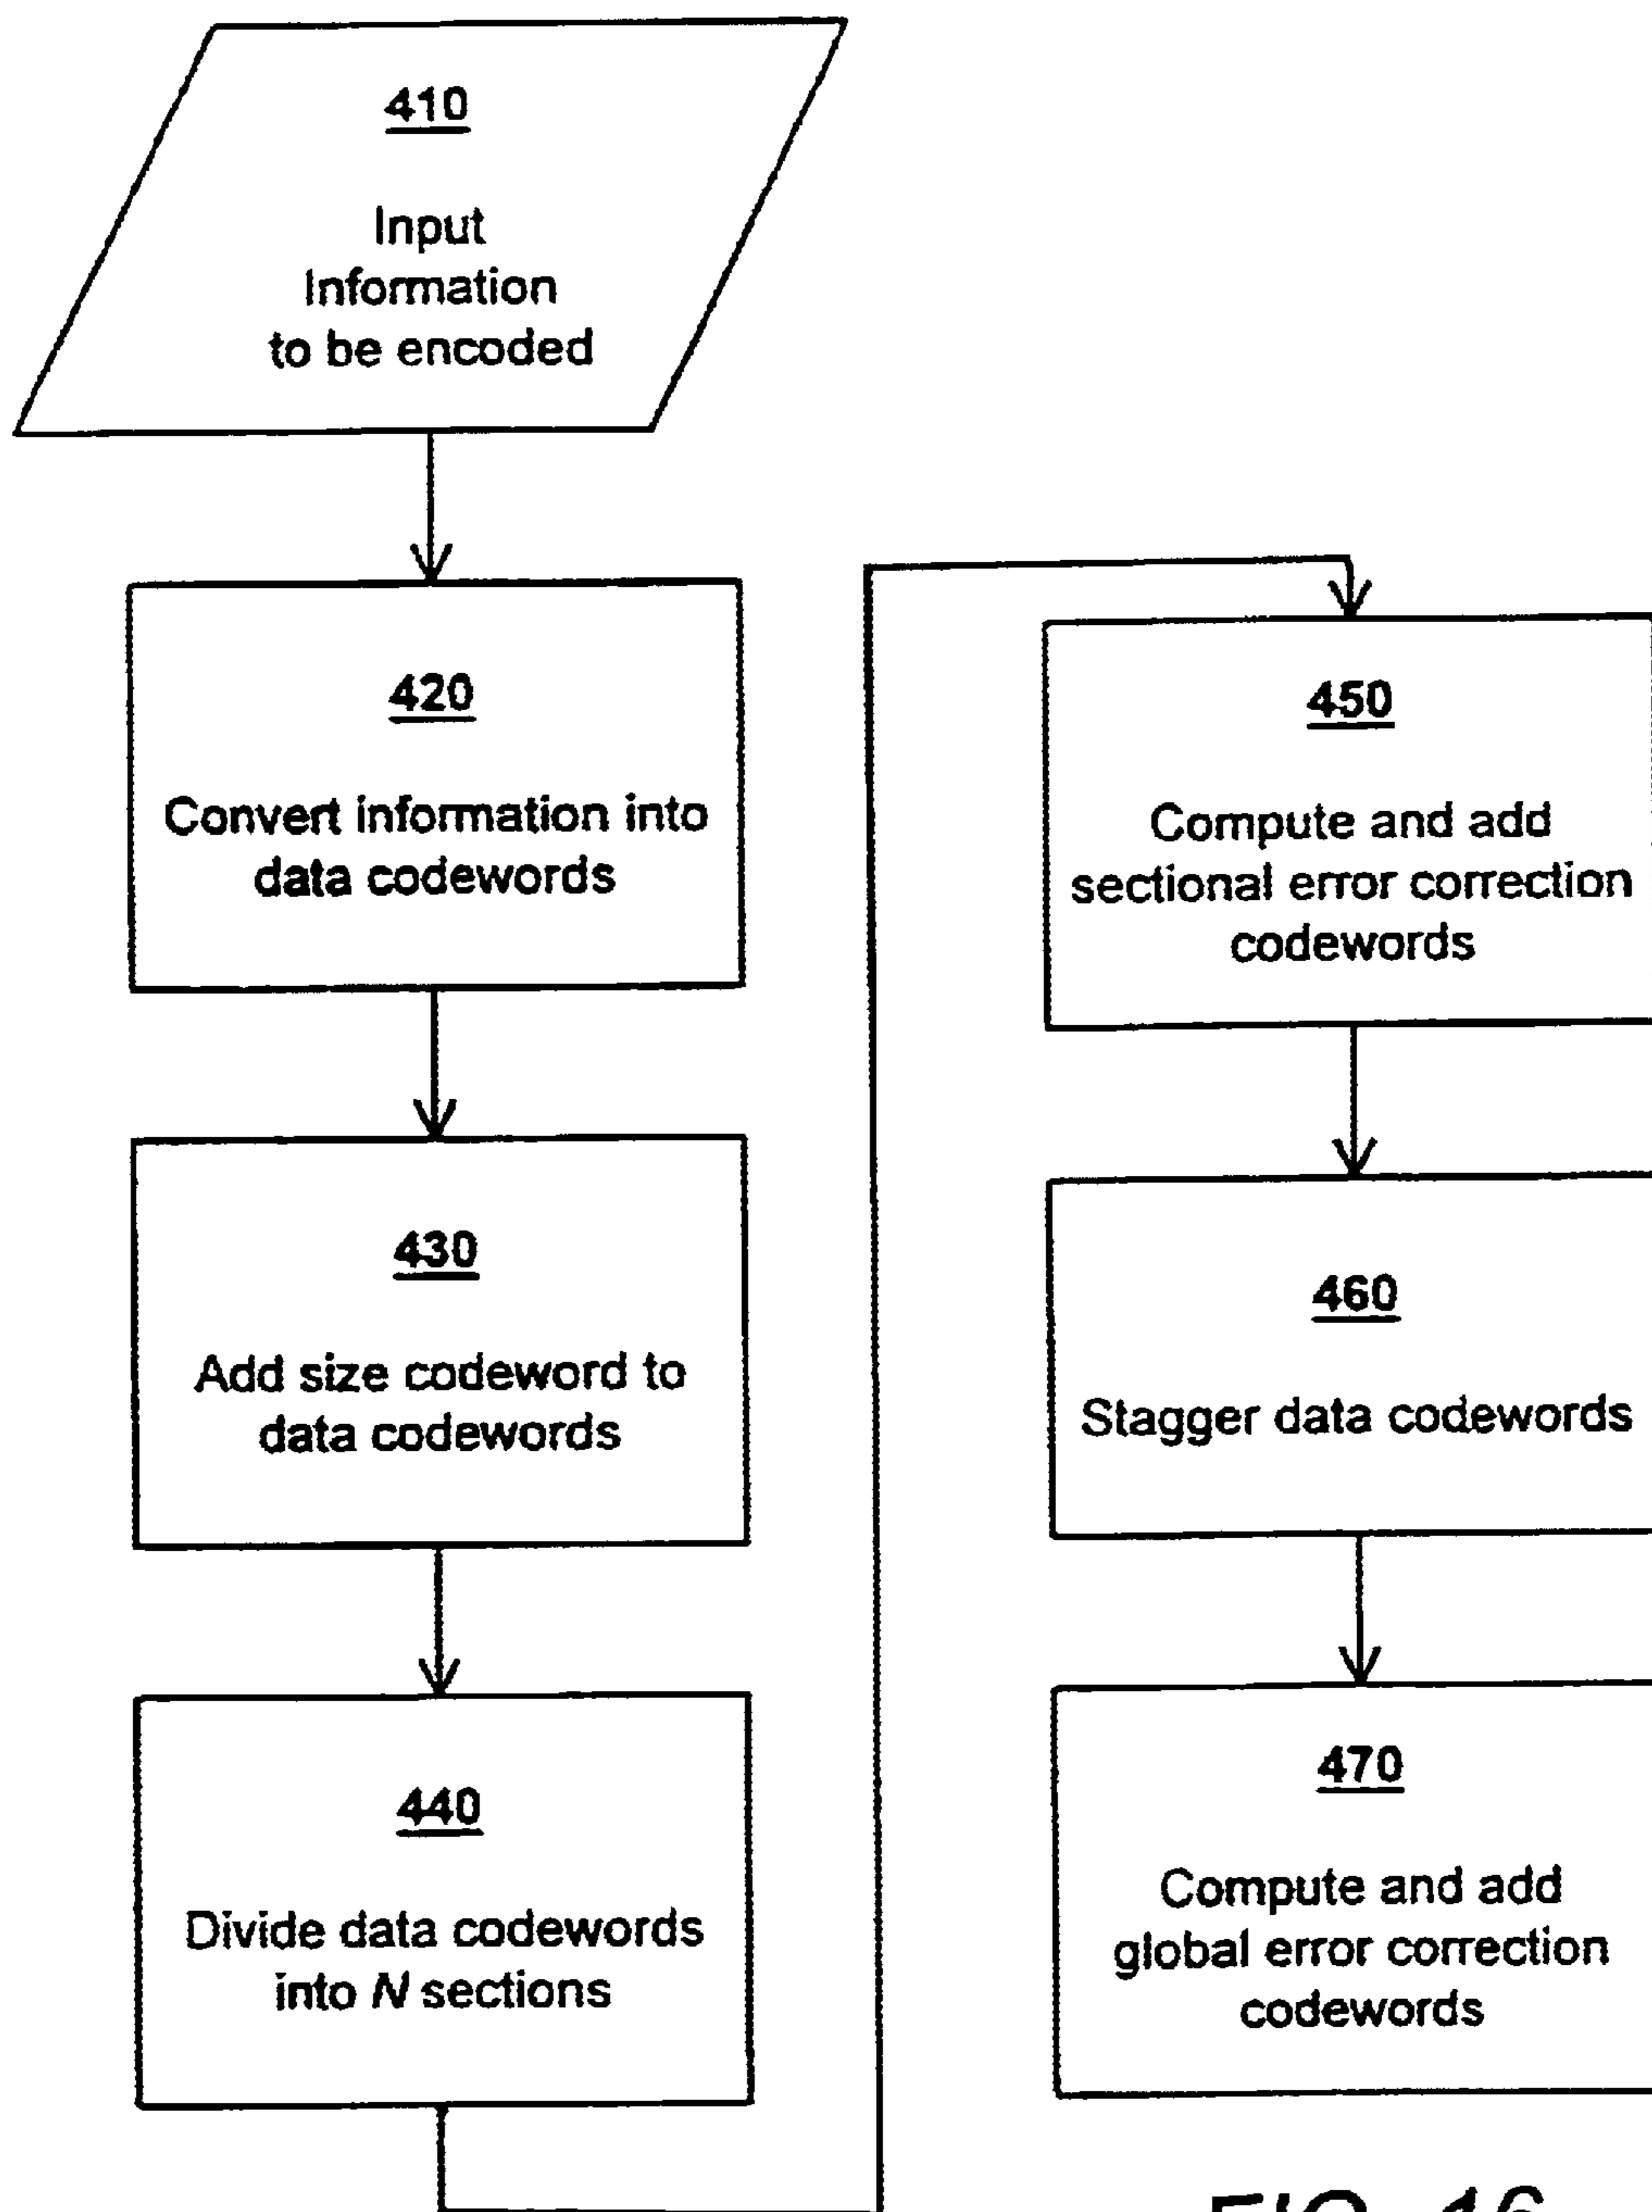 410
Input
Information
to be encoded
420
Convert information into
data codewords
430
Add size codeword to
data codewords
440
Divide data codewords
into N sections
450
Compute and add
sectional error correction
codewords
460
Stagger data codewords
470
Compute and add
global error correction
codewords
FIG. 16